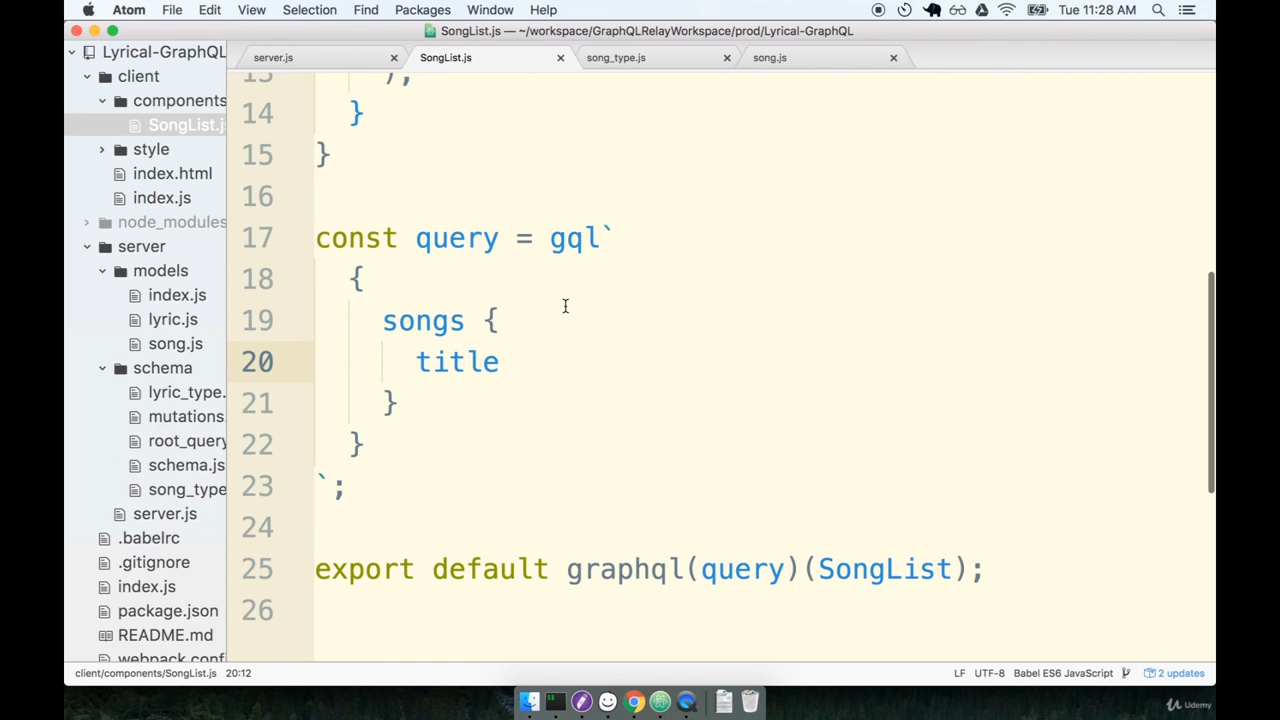 Atom File Edit View Selection Find Packages Window Help Tue 11:28 AM
SongList.js — ~/workspace/GraphQLRelayWorkspace/prod/Lyrical-GraphQL
Lyrical-GraphQL
client
components
SongList.js
style
index.html
index.js
node_modules
server
models
index.js
lyric.js
song.js
schema
lyric_type.
mutations.
root_query
schema.js
song_type
server.js
.babelrc
.gitignore
index.js
package.json
README.md
webpack.confi
server.js SongList.js song_type.js song.js
13 );
14 }
15 }
16
17 const query = gql`
18 {
19 songs {
20 title
21 }
22 }
23 `;
24
25 export default graphql(query)(SongList);
26
client/components/SongList.js 20:12 LF UTF-8 Babel ES6 JavaScript 2 updates
Udemy